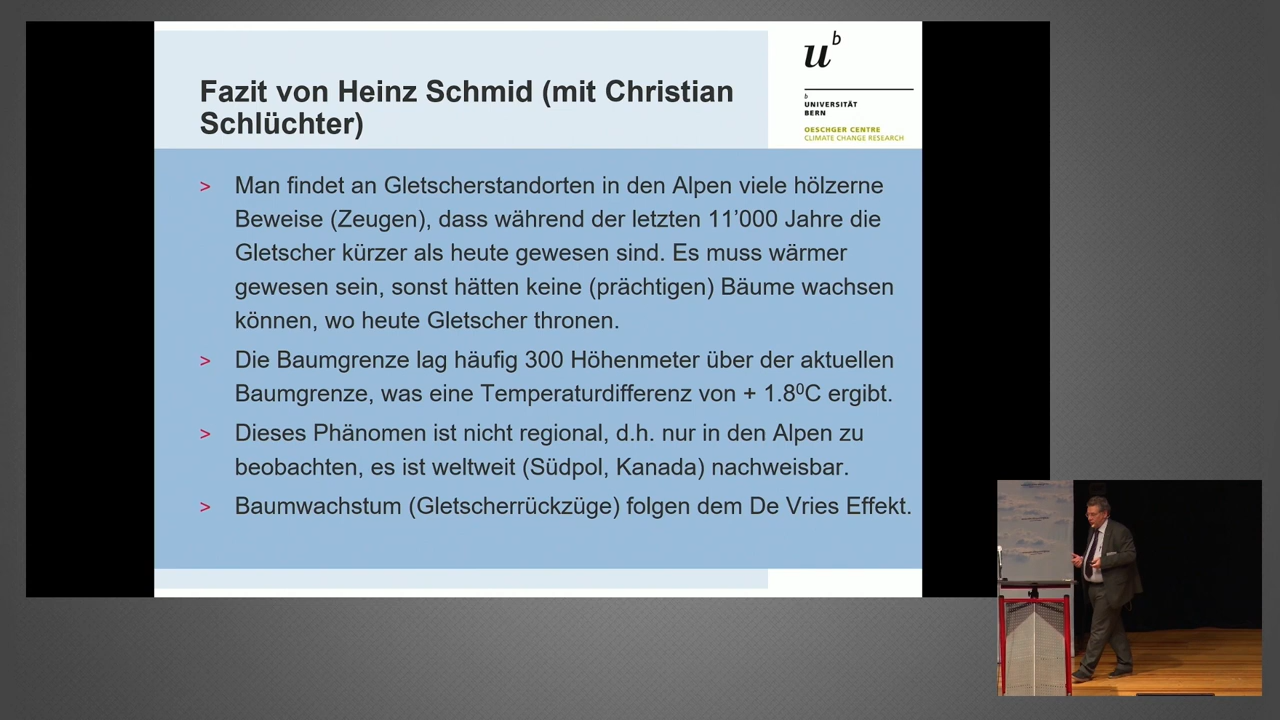 Fazit von Heinz Schmid (mit Christian
Schlüchter)
u b
b
UNIVERSITÄT
BERN
OESCHGER CENTRE
CLIMATE CHANGE RESEARCH
> Man findet an Gletscherstandorten in den Alpen viele hölzerne
Beweise (Zeugen), dass während der letzten 11’000 Jahre die
Gletscher kürzer als heute gewesen sind. Es muss wärmer
gewesen sein, sonst hätten keine (prächtigen) Bäume wachsen
können, wo heute Gletscher thronen.
> Die Baumgrenze lag häufig 300 Höhenmeter über der aktuellen
Baumgrenze, was eine Temperaturdifferenz von + 1.8⁰C ergibt.
> Dieses Phänomen ist nicht regional, d.h. nur in den Alpen zu
beobachten, es ist weltweit (Südpol, Kanada) nachweisbar.
> Baumwachstum (Gletscherrückzüge) folgen dem De Vries Effekt.